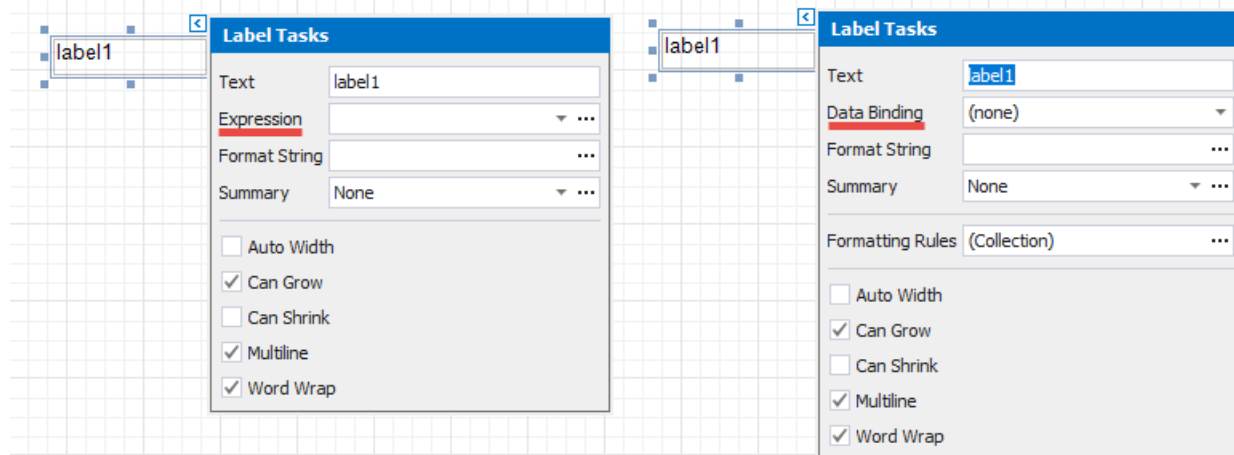 label1
Label Tasks
Text label1
Expression
Format String
Summary None
Auto Width
Can Grow
Can Shrink
Multiline
Word Wrap
label1
Label Tasks
Text label1
Data Binding (none)
Format String
Summary None
Formatting Rules (Collection)
Auto Width
Can Grow
Can Shrink
Multiline
Word Wrap